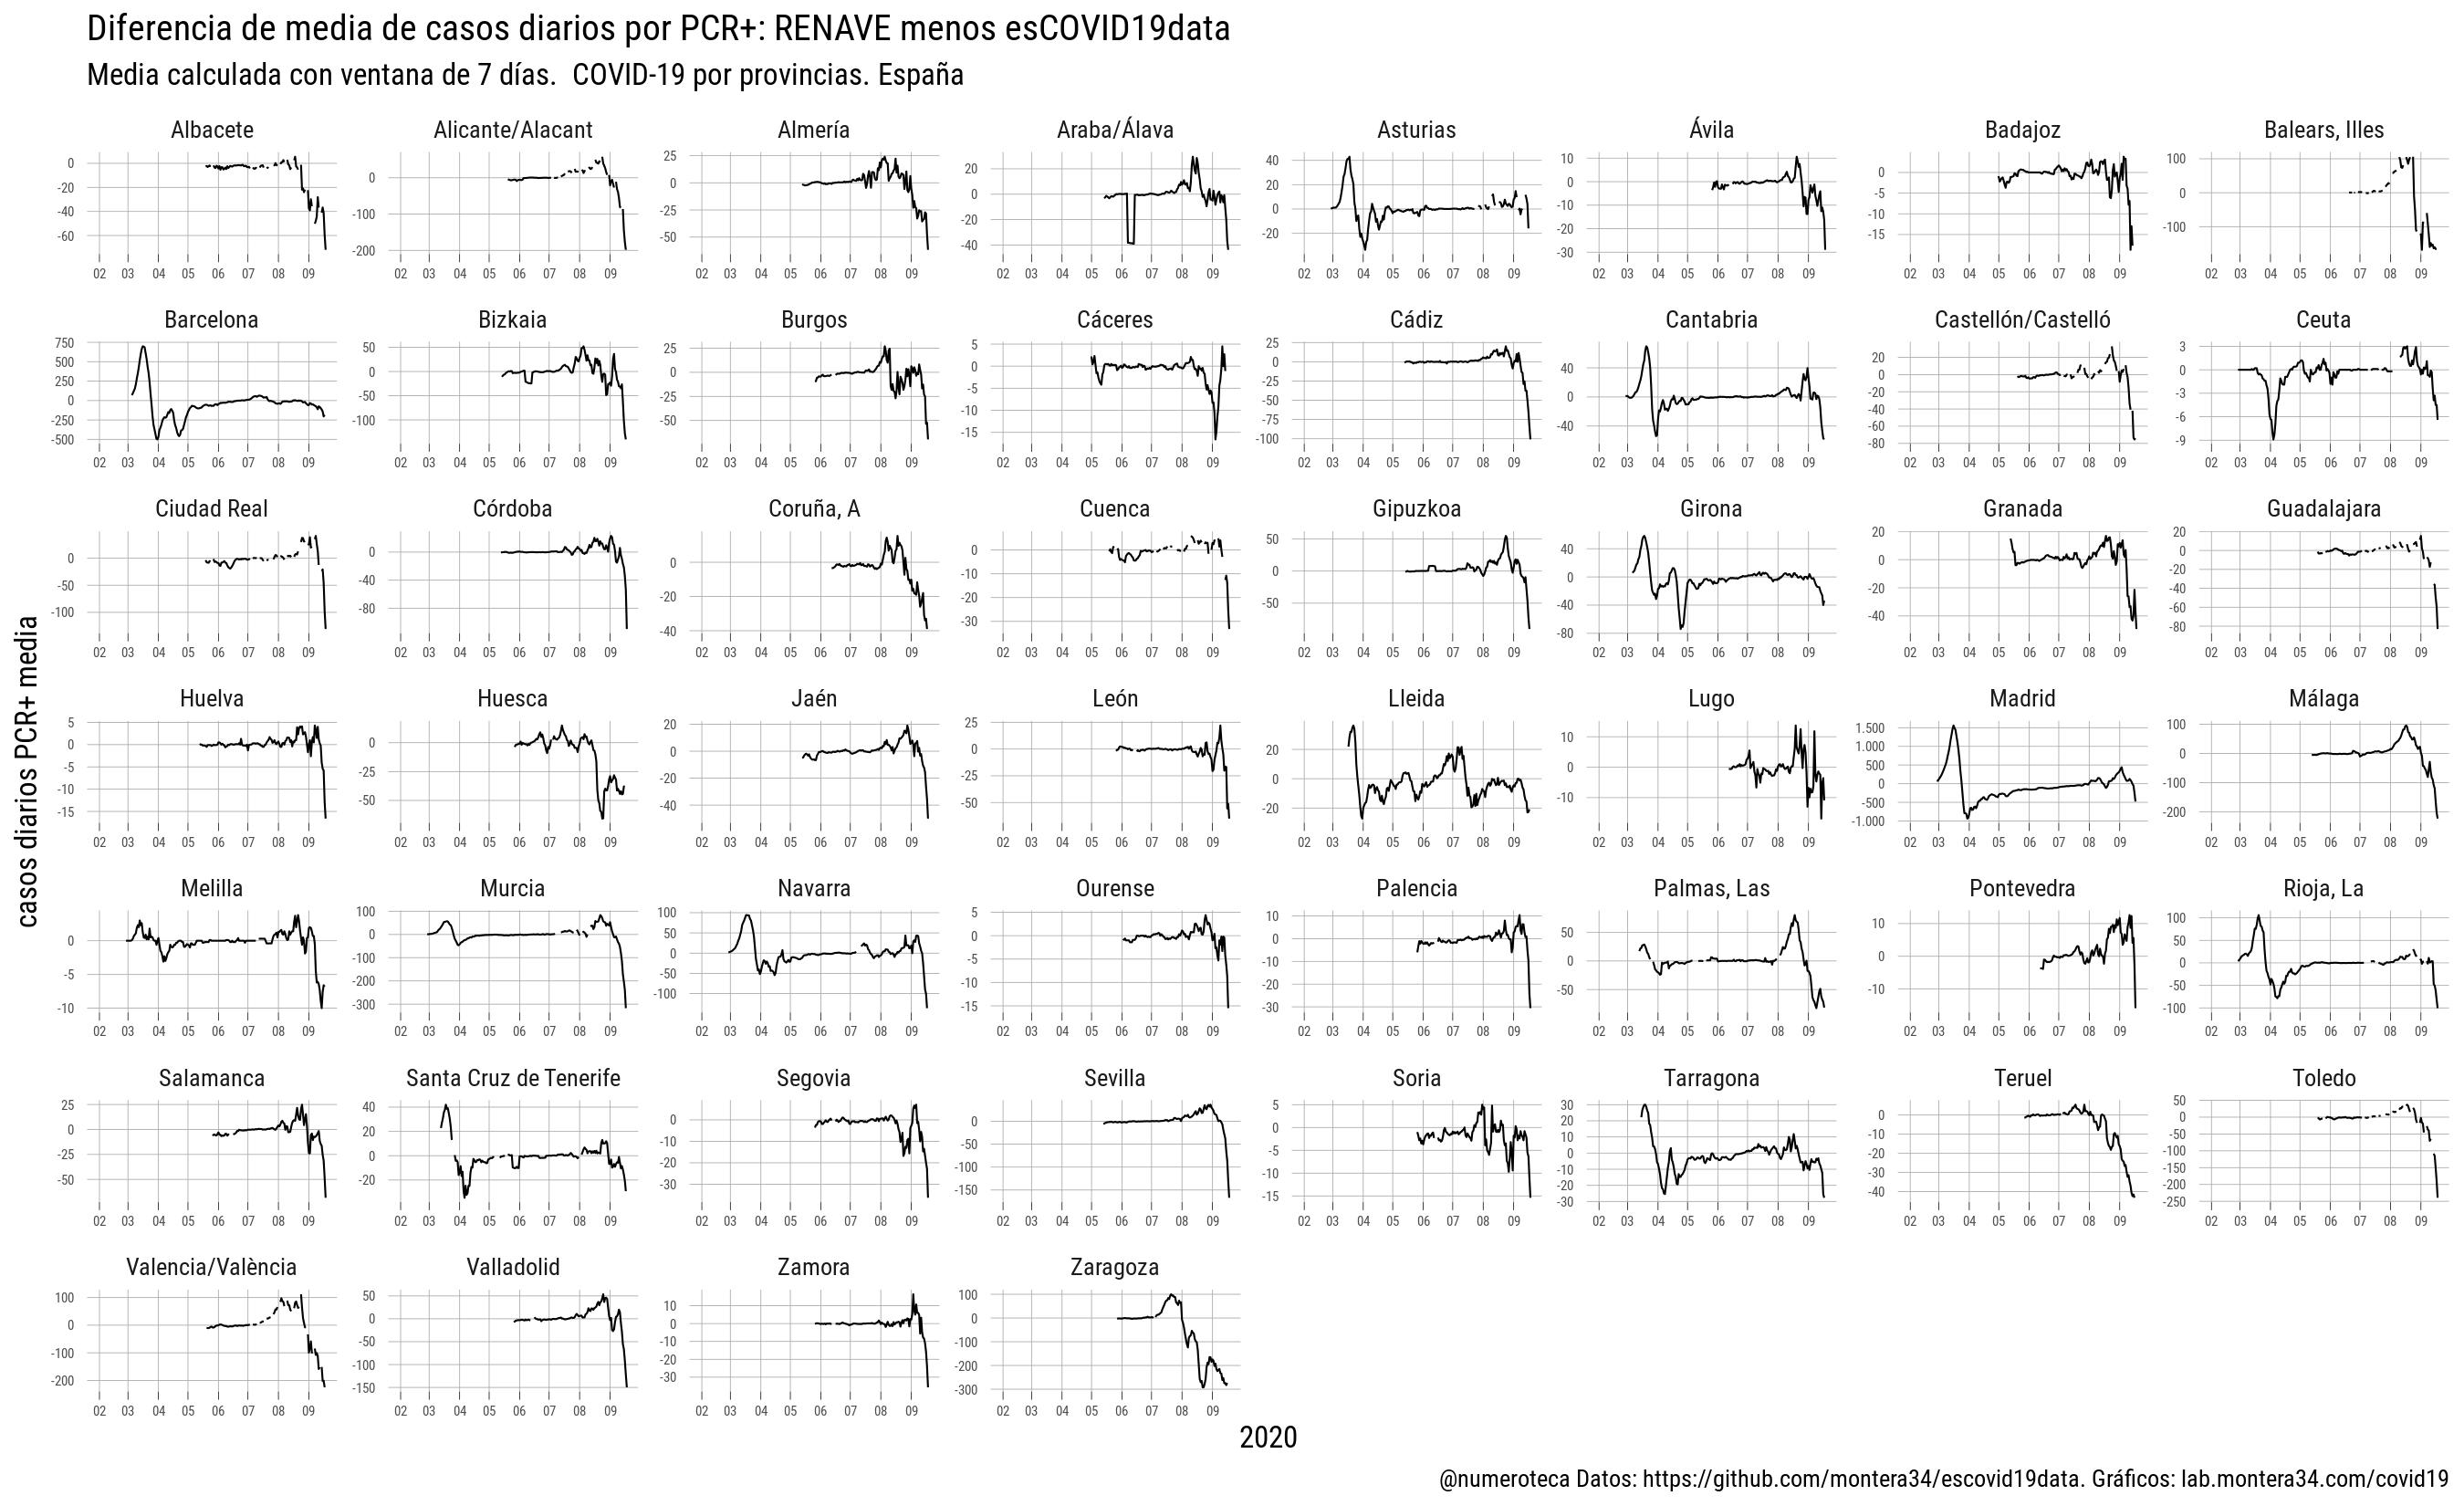 Diferencia de media de casos diarios por PCR+: RENAVE menos esCOVID19data
Media calculada con ventana de 7 días.  COVID-19 por provincias. España
casos diarios PCR+ media
Albacete Alicante/Alacant Almería Araba/Álava Asturias Ávila Badajoz Balears, Illes
0 -20 -40 -60
0 -100 -200
25 0 -25 -50
20 0 -20 -40
40 20 0 -20
10 0 -10 -20 -30
0 -5 -10 -15
100 0 -100
02 03 04 05 06 07 08 09 02 03 04 05 06 07 08 09 02 03 04 05 06 07 08 09 02 03 04 05 06 07 08 09 02 03 04 05 06 07 08 09 02 03 04 05 06 07 08 09 02 03 04 05 06 07 08 09 02 03 04 05 06 07 08 09
Barcelona Bizkaia Burgos Cáceres Cádiz Cantabria Castellón/Castelló Ceuta
750 500 250 0 -250 -500
50 0 -50 -100
25 0 -25 -50
5 0 -5 -10 -15
25 0 -25 -50 -75 -100
40 0 -40
20 0 -20 -40 -60 -80
3 0 -3 -6 -9
02 03 04 05 06 07 08 09 02 03 04 05 06 07 08 09 02 03 04 05 06 07 08 09 02 03 04 05 06 07 08 09 02 03 04 05 06 07 08 09 02 03 04 05 06 07 08 09 02 03 04 05 06 07 08 09 02 03 04 05 06 07 08 09
Ciudad Real Córdoba Coruña, A Cuenca Gipuzkoa Girona Granada Guadalajara
0 -50 -100
0 -40 -80
0 -20 -40
0 -10 -20 -30
50 0 -50
40 0 -40 -80
20 0 -20 -40
20 0 -20 -40 -60 -80
02 03 04 05 06 07 08 09 02 03 04 05 06 07 08 09 02 03 04 05 06 07 08 09 02 03 04 05 06 07 08 09 02 03 04 05 06 07 08 09 02 03 04 05 06 07 08 09 02 03 04 05 06 07 08 09 02 03 04 05 06 07 08 09
Huelva Huesca Jaén León Lleida Lugo Madrid Málaga
5 0 -5 -10 -15
0 -25 -50
20 0 -20 -40
25 0 -25 -50
20 0 -20
10 0 -10
1.500 1.000 500 0 -500 -1.000
100 0 -100 -200
02 03 04 05 06 07 08 09 02 03 04 05 06 07 08 09 02 03 04 05 06 07 08 09 02 03 04 05 06 07 08 09 02 03 04 05 06 07 08 09 02 03 04 05 06 07 08 09 02 03 04 05 06 07 08 09 02 03 04 05 06 07 08 09
Melilla Murcia Navarra Ourense Palencia Palmas, Las Pontevedra Rioja, La
0 -5 -10
100 0 -100 -200 -300
100 50 0 -50 -100
5 0 -5 -10 -15
10 0 -10 -20 -30
50 0 -50
10 0 -10
100 50 0 -50 -100
02 03 04 05 06 07 08 09 02 03 04 05 06 07 08 09 02 03 04 05 06 07 08 09 02 03 04 05 06 07 08 09 02 03 04 05 06 07 08 09 02 03 04 05 06 07 08 09 02 03 04 05 06 07 08 09 02 03 04 05 06 07 08 09
Salamanca Santa Cruz de Tenerife Segovia Sevilla Soria Tarragona Teruel Toledo
25 0 -25 -50
40 20 0 -20
0 -10 -20 -30
0 -50 -100 -150
5 0 -5 -10 -15
30 20 10 0 -10 -20 -30
0 -10 -20 -30 -40
50 0 -50 -100 -150 -200 -250
02 03 04 05 06 07 08 09 02 03 04 05 06 07 08 09 02 03 04 05 06 07 08 09 02 03 04 05 06 07 08 09 02 03 04 05 06 07 08 09 02 03 04 05 06 07 08 09 02 03 04 05 06 07 08 09 02 03 04 05 06 07 08 09
Valencia/València Valladolid Zamora Zaragoza
100 0 -100 -200
50 0 -50 -100 -150
10 0 -10 -20 -30
100 0 -100 -200 -300
02 03 04 05 06 07 08 09 02 03 04 05 06 07 08 09 02 03 04 05 06 07 08 09 02 03 04 05 06 07 08 09
2020
@numeroteca Datos: https://github.com/montera34/escovid19data. Gráficos: lab.montera34.com/covid19